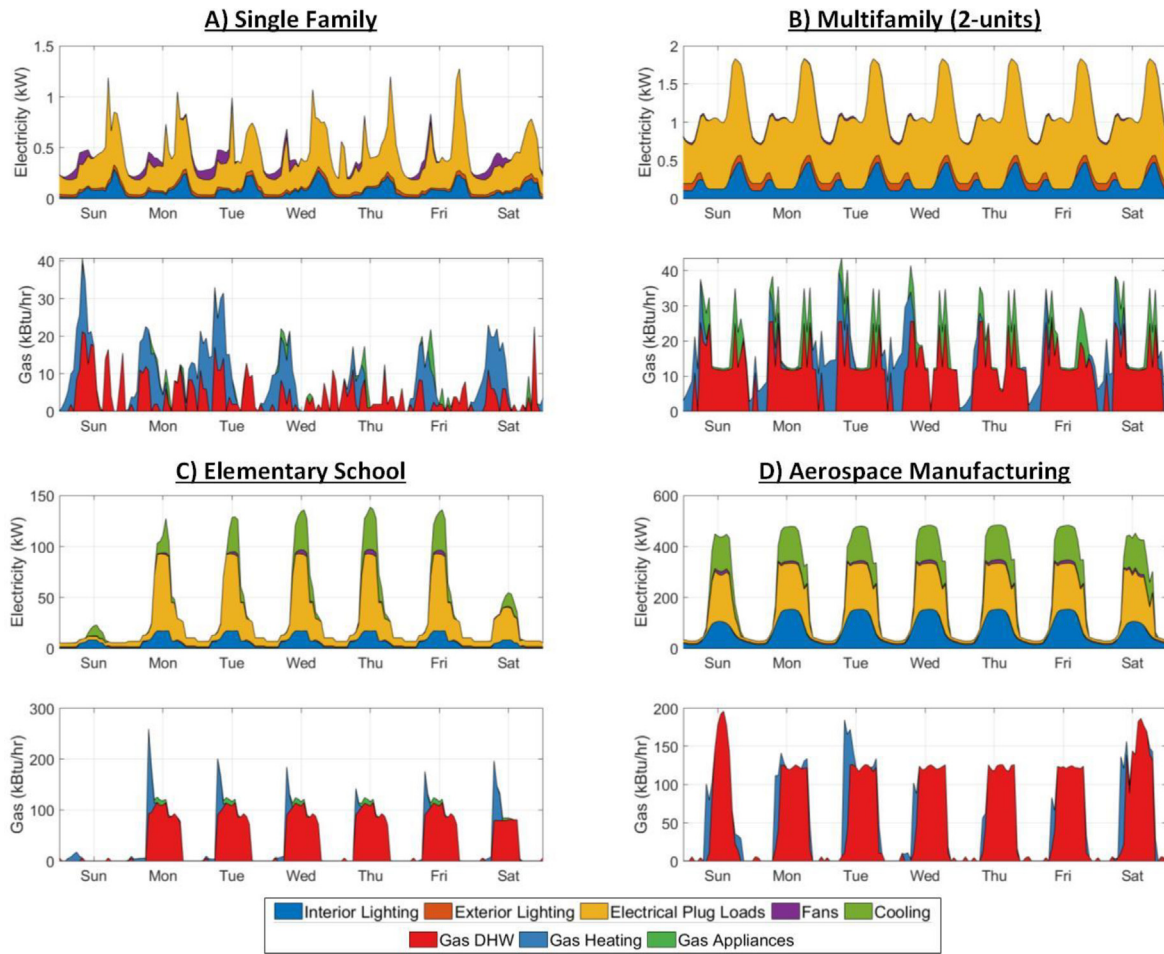 A) Single Family
1.5
1
0.5
0
Electricity (kW)
Sun Mon Tue Wed Thu Fri Sat
40
30
20
10
0
Gas (kBtu/hr)
Sun Mon Tue Wed Thu Fri Sat
B) Multifamily (2-units)
2
1.5
1
0.5
0
Electricity (kW)
Sun Mon Tue Wed Thu Fri Sat
40
30
20
10
0
Gas (kBtu/hr)
Sun Mon Tue Wed Thu Fri Sat
C) Elementary School
150
100
50
0
Electricity (kW)
Sun Mon Tue Wed Thu Fri Sat
300
200
100
0
Gas (kBtu/hr)
Sun Mon Tue Wed Thu Fri Sat
D) Aerospace Manufacturing
600
400
200
0
Electricity (kW)
Sun Mon Tue Wed Thu Fri Sat
200
150
100
50
0
Gas (kBtu/hr)
Sun Mon Tue Wed Thu Fri Sat
Interior Lighting Exterior Lighting Electrical Plug Loads Fans Cooling
Gas DHW Gas Heating Gas Appliances